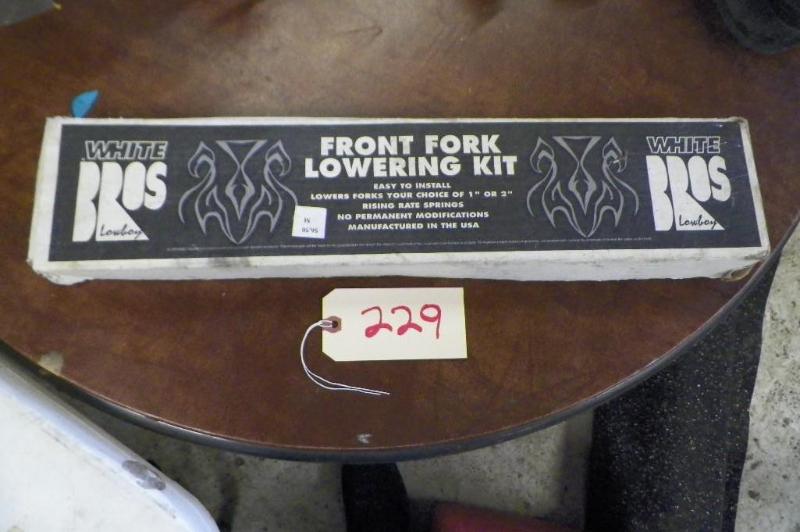 WHITE
BROS
Lowboy
FRONT FORK
LOWERING KIT
EASY TO INSTALL
LOWERS FORKS YOUR CHOICE OF 1" OR 2"
RISING RATE SPRINGS
NO PERMANENT MODIFICATIONS
MANUFACTURED IN THE USA
WHITE
BROS
Lowboy
229